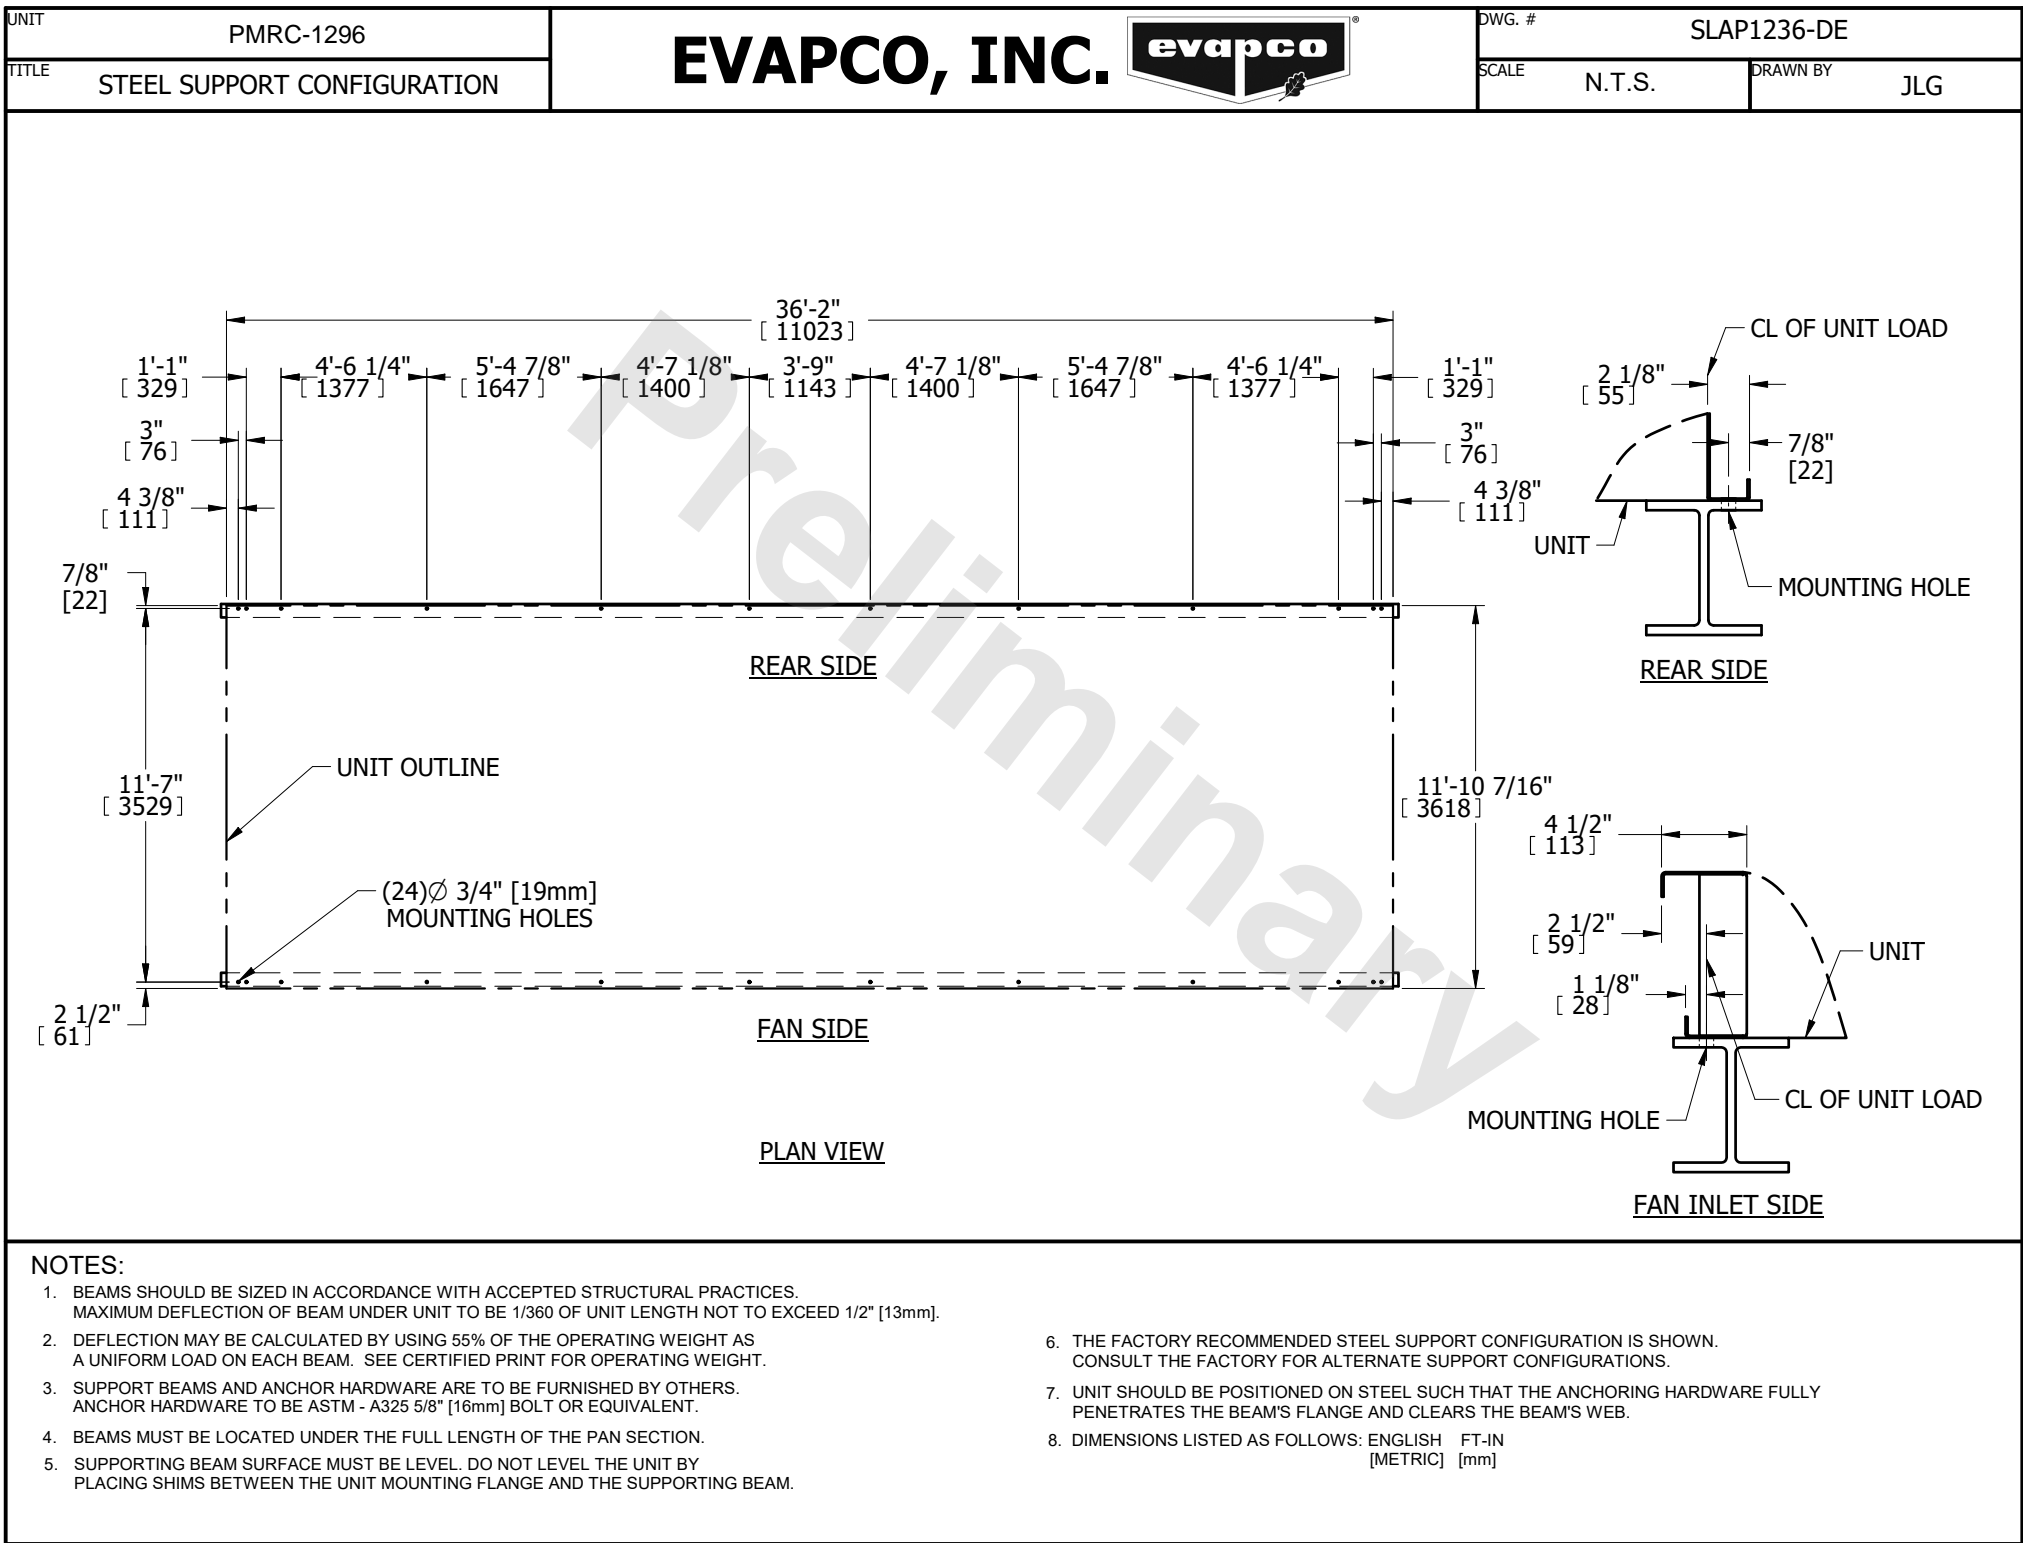 UNIT
PMRC-1296
TITLE
STEEL SUPPORT CONFIGURATION
EVAPCO, INC.
evapco
®
DWG. #
SLAP1236-DE
SCALE
N.T.S.
DRAWN BY
JLG
36'-2"
[ 11023]
1'-1"
[ 329]
4'-6 1/4"
[ 1377 ]
5'-4 7/8"
[ 1647 ]
4'-7 1/8"
[ 1400 ]
3'-9"
[ 1143 ]
4'-7 1/8"
[ 1400 ]
5'-4 7/8"
[ 1647 ]
4'-6 1/4"
[ 1377 ]
1'-1"
[ 329]
3"
[ 76]
3"
[ 76]
4 3/8"
[ 111]
4 3/8"
[ 111]
7/8"
[22]
REAR SIDE
UNIT OUTLINE
11'-7"
[ 3529]
11'-10 7/16"
[ 3618]
(24)Ø 3/4" [19mm]
MOUNTING HOLES
2 1/2"
[ 61]
FAN SIDE
PLAN VIEW
Preliminary
CL OF UNIT LOAD
2 1/8"
[ 55]
7/8"
[22]
UNIT
MOUNTING HOLE
REAR SIDE
4 1/2"
[ 113]
2 1/2"
[ 59]
UNIT
1 1/8"
[ 28]
CL OF UNIT LOAD
MOUNTING HOLE
FAN INLET SIDE
NOTES:
1. BEAMS SHOULD BE SIZED IN ACCORDANCE WITH ACCEPTED STRUCTURAL PRACTICES.
MAXIMUM DEFLECTION OF BEAM UNDER UNIT TO BE 1/360 OF UNIT LENGTH NOT TO EXCEED 1/2" [13mm].
2. DEFLECTION MAY BE CALCULATED BY USING 55% OF THE OPERATING WEIGHT AS
A UNIFORM LOAD ON EACH BEAM. SEE CERTIFIED PRINT FOR OPERATING WEIGHT.
3. SUPPORT BEAMS AND ANCHOR HARDWARE ARE TO BE FURNISHED BY OTHERS.
ANCHOR HARDWARE TO BE ASTM - A325 5/8" [16mm] BOLT OR EQUIVALENT.
4. BEAMS MUST BE LOCATED UNDER THE FULL LENGTH OF THE PAN SECTION.
5. SUPPORTING BEAM SURFACE MUST BE LEVEL. DO NOT LEVEL THE UNIT BY
PLACING SHIMS BETWEEN THE UNIT MOUNTING FLANGE AND THE SUPPORTING BEAM.
6. THE FACTORY RECOMMENDED STEEL SUPPORT CONFIGURATION IS SHOWN.
CONSULT THE FACTORY FOR ALTERNATE SUPPORT CONFIGURATIONS.
7. UNIT SHOULD BE POSITIONED ON STEEL SUCH THAT THE ANCHORING HARDWARE FULLY
PENETRATES THE BEAM'S FLANGE AND CLEARS THE BEAM'S WEB.
8. DIMENSIONS LISTED AS FOLLOWS: ENGLISH FT-IN
[METRIC] [mm]